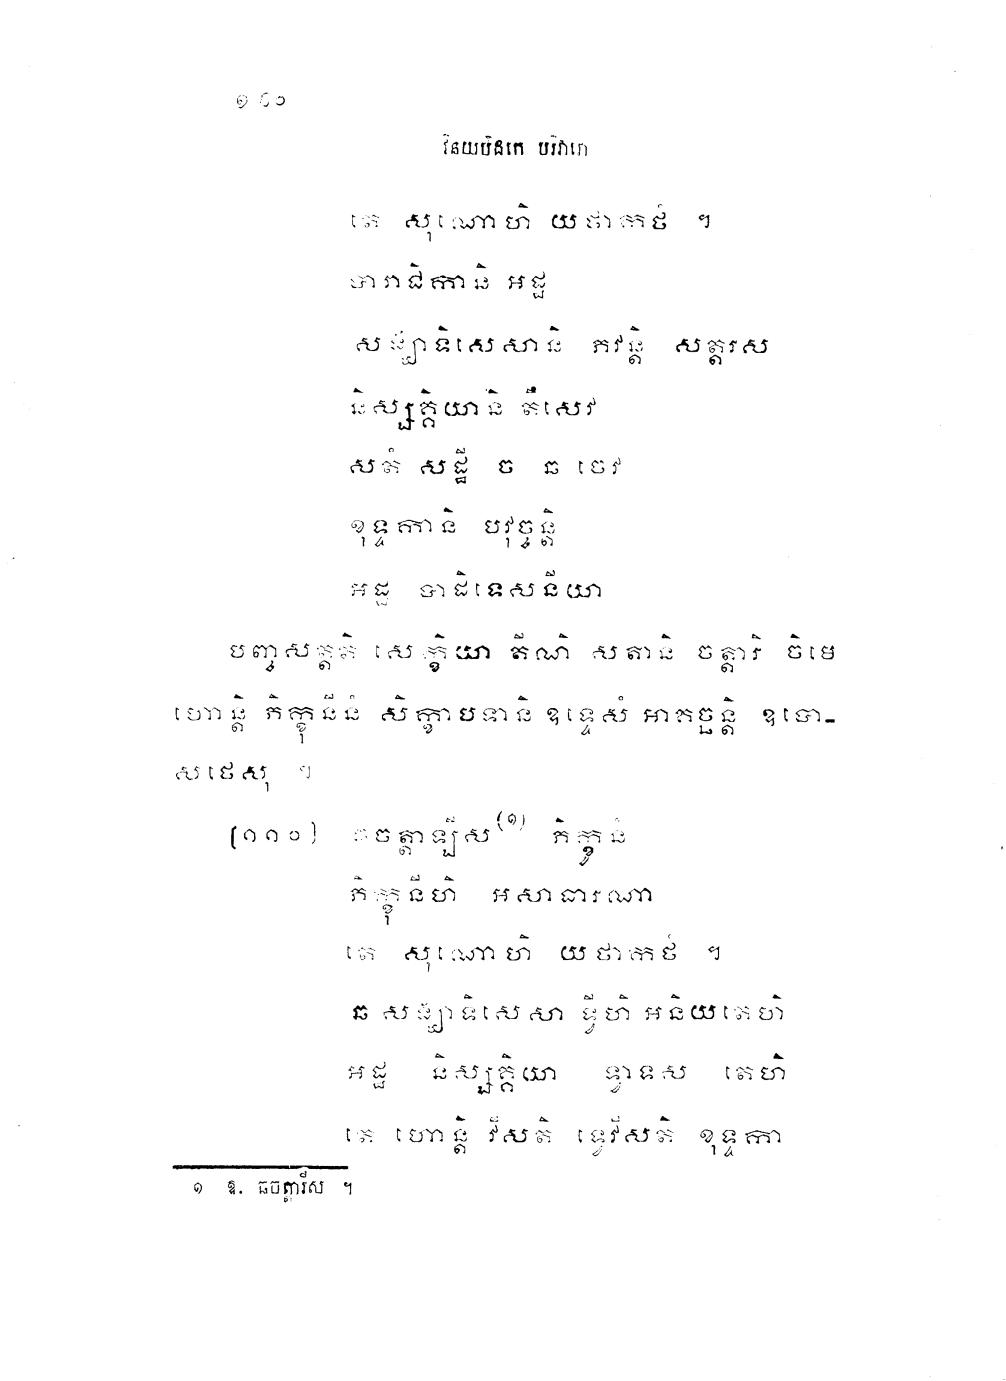 ១៩០
វិនយបិដកេ បរិវារោ
តេ សុណោហិ យថាកថំ ។
បារាជិកានិ អដ្ឋ
សង្ឃាទិសេសានិ ភវន្តិ សត្តរស
និស្សគ្គិយានិ តឹសេវ
សតំ សដ្ឋី ច ឆ ចេវ
ខុទ្ទកានិ បវុច្ចន្តិ
អដ្ឋ បាដិទេសនីយា
បញ្ចសត្តតិ សេក្ខិយា តីណិ សតានិ ចត្តារិ ចិមេ
ហោន្តិ ភិក្ខុនីនំ សិក្ខាបទានិ ឧទ្ទេសំ អាគច្ឆន្តិ ឧបោ-
សថេសុ ។
(១១០) ឆចត្តាឡីស(១) ភិក្ខូនំ
ភិក្ខុនីហិ អសាធារណា
តេ សុណោហិ យថាកថំ ។
ឆ សង្ឃាទិសេសា ទ្វីហិ អនិយតេហិ
អដ្ឋ និស្សគ្គិយា ទ្វាទស តេហិ
តេ ហោន្តិ វីសតិ ទ្វេវីសតិ ខុទ្ទកា
១ ឱ. ឆចត្តារីស ។